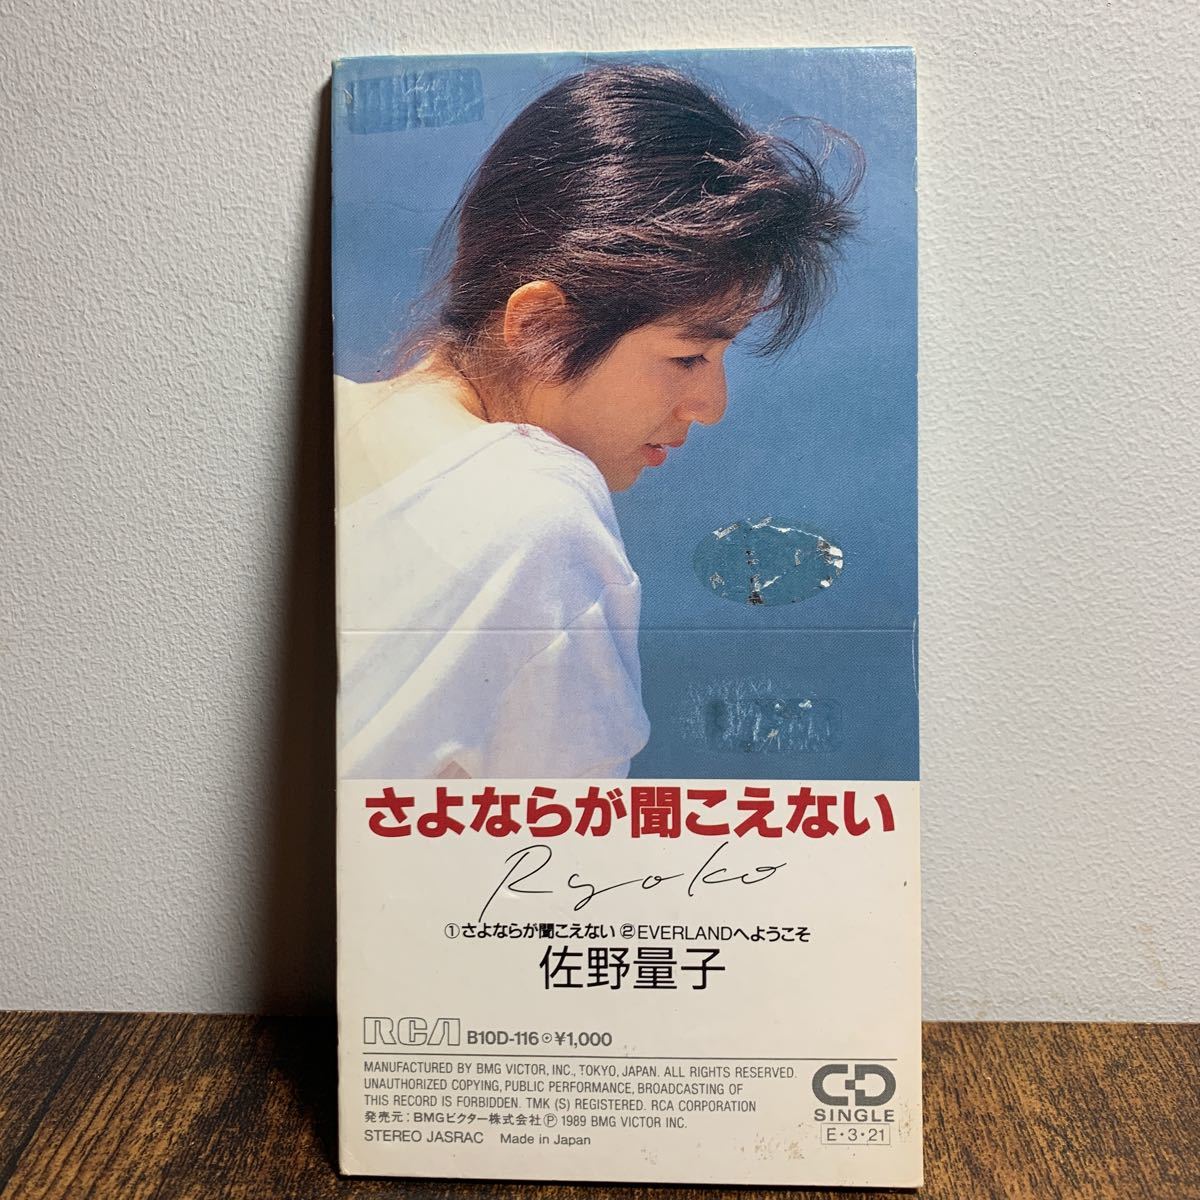 さよならが聞こえない
Ryoko
①さよならが聞こえない ②EVERLANDへようこそ
佐野量子
RCA B10D-116⊙¥1,000
MANUFACTURED BY BMG VICTOR, INC., TOKYO, JAPAN. ALL RIGHTS RESERVED.
UNAUTHORIZED COPYING, PUBLIC PERFORMANCE, BROADCASTING OF
THIS RECORD IS FORBIDDEN. TMK (S) REGISTERED. RCA CORPORATION
発売元：BMGビクター株式会社Ⓟ 1989 BMG VICTOR INC.
STEREO JASRAC Made in Japan
CD
SINGLE
E・3・21